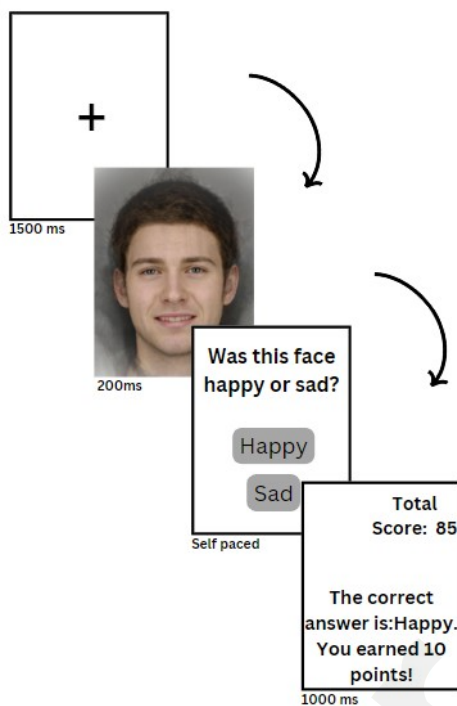 +
1500 ms
200ms
Was this face
happy or sad?
Happy
Sad
Self paced
Total
Score: 85
The correct
answer is:Happy.
You earned 10
points!
1000 ms